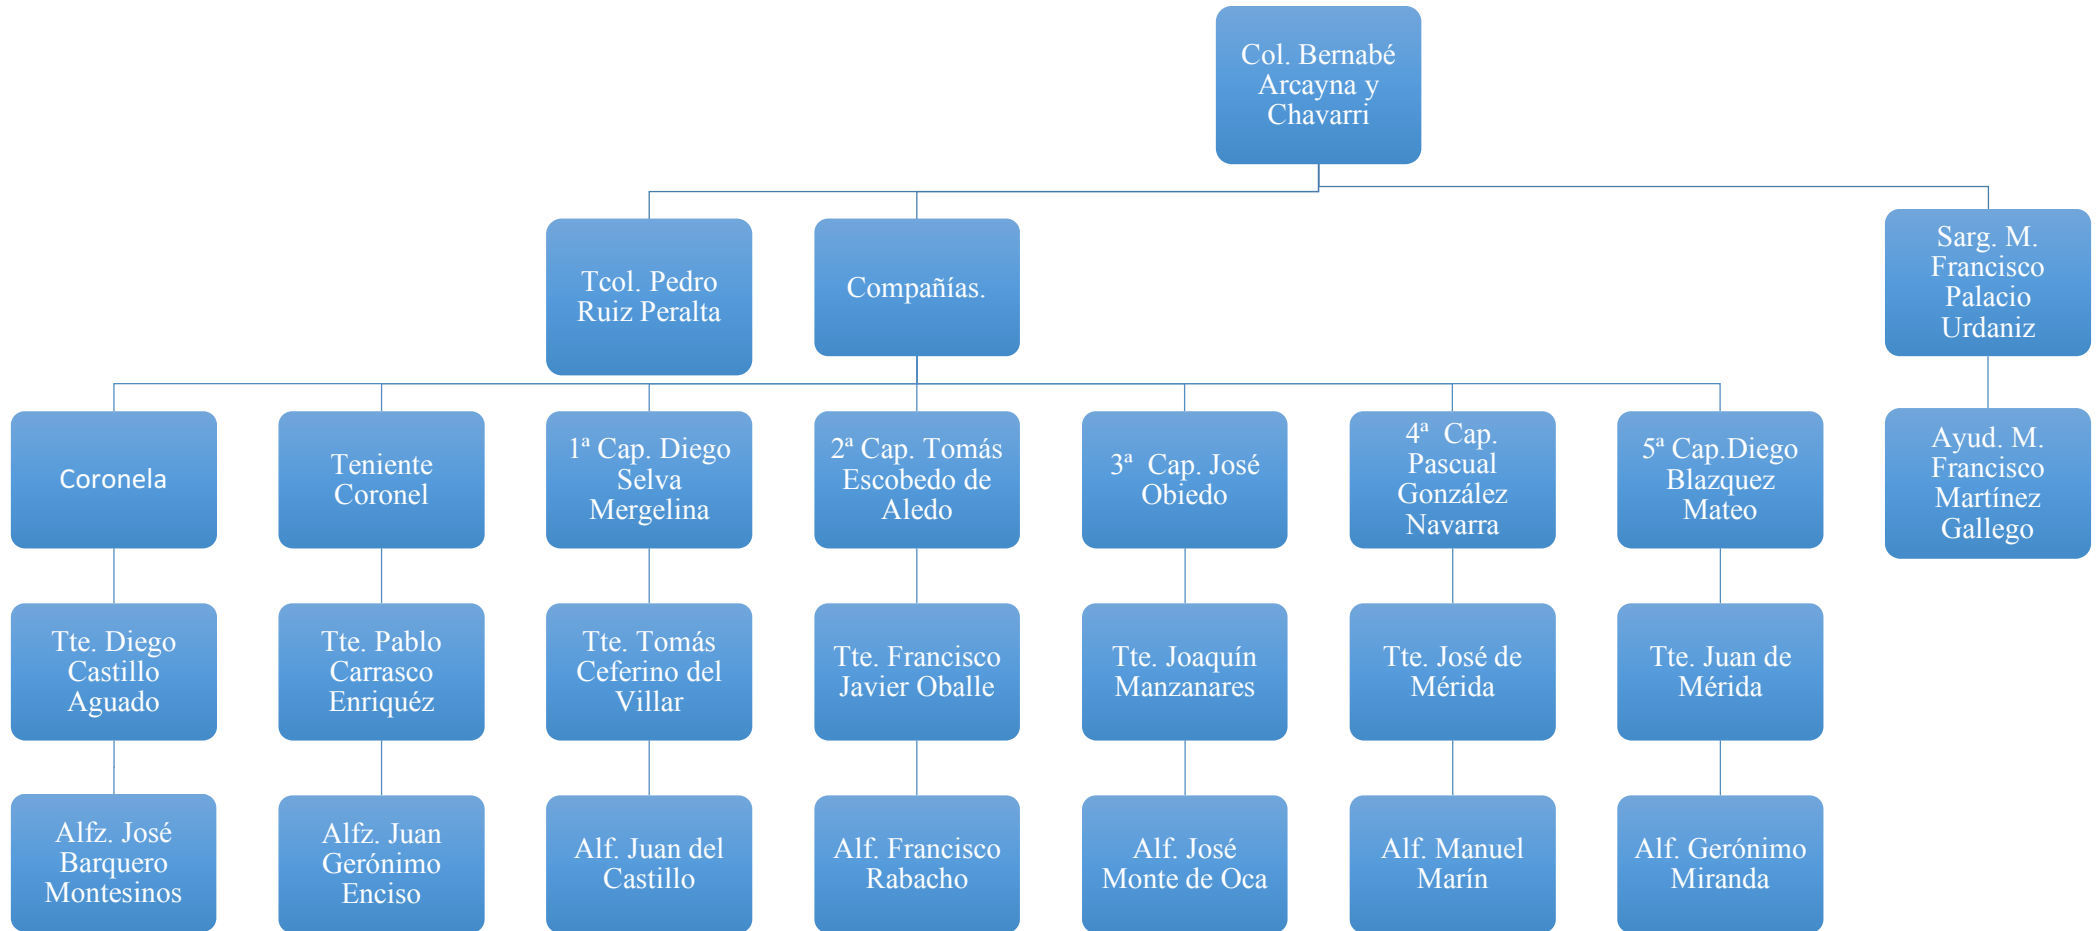 Col. Bernabé
Arcayna y
Chavarri
Tcol. Pedro
Ruiz Peralta
Compañías.
Sarg. M.
Francisco
Palacio
Urdaniz
Coronela
Teniente
Coronel
1ª Cap. Diego
Selva
Mergelina
2ª Cap. Tomás
Escobedo de
Aledo
3ª Cap. José
Obiedo
4ª Cap.
Pascual
González
Navarra
5ª Cap.Diego
Blazquez
Mateo
Ayud. M.
Francisco
Martínez
Gallego
Tte. Diego
Castillo
Aguado
Tte. Pablo
Carrasco
Enriquéz
Tte. Tomás
Ceferino del
Villar
Tte. Francisco
Javier Oballe
Tte. Joaquín
Manzanares
Tte. José de
Mérida
Tte. Juan de
Mérida
Alfz. José
Barquero
Montesinos
Alfz. Juan
Gerónimo
Enciso
Alf. Juan del
Castillo
Alf. Francisco
Rabacho
Alf. José
Monte de Oca
Alf. Manuel
Marín
Alf. Gerónimo
Miranda